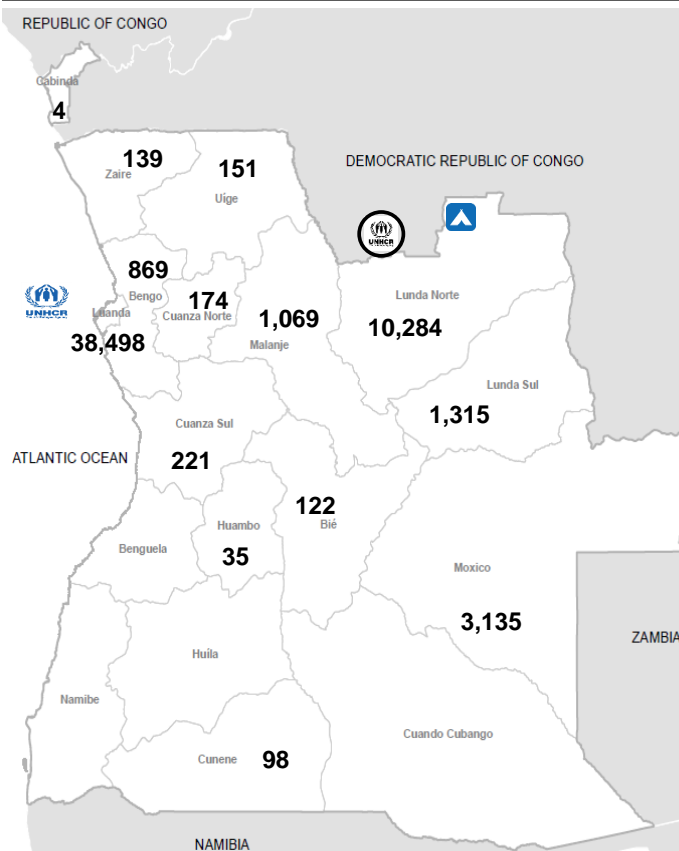 REPUBLIC OF CONGO
Cabinda
4
139
Zaire
151
Uige
DEMOCRATIC REPUBLIC OF CONGO
UNHCR
869
Bengo
174
Cuanza Norte
UNHCR
Luanda
38,498
1,069
Malanje
Lunda Norte
10,284
Lunda Sul
1,315
Cuanza Sul
221
ATLANTIC OCEAN
122
Bié
Huambo
35
Benguela
Moxico
3,135
ZAMBIA
Huíla
Namibe
Cuando Cubango
Cunene
98
NAMIBIA